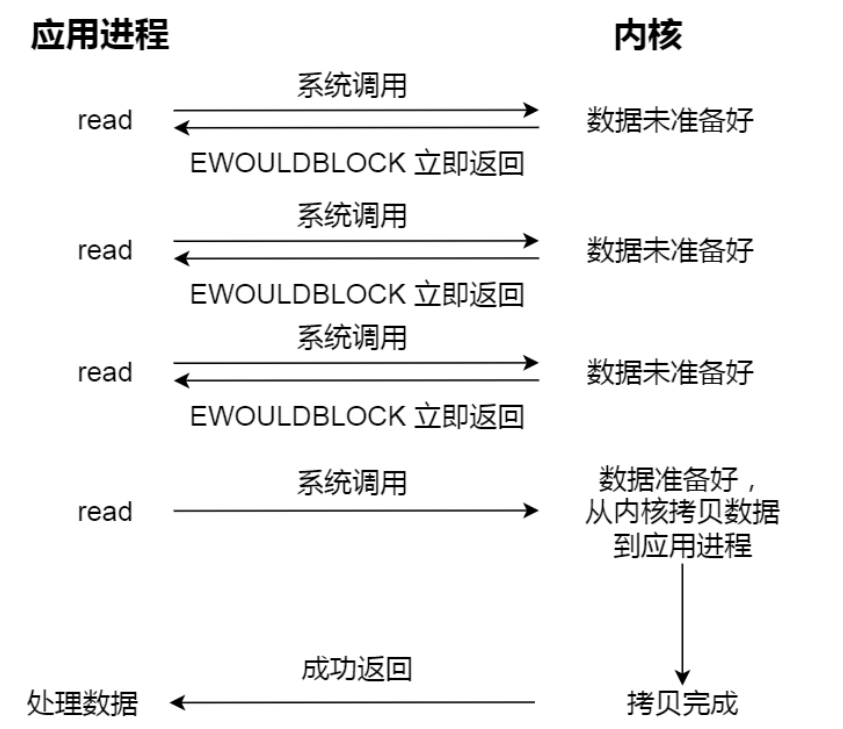 应用进程
内核
系统调用
read
数据未准备好
EWOULDBLOCK 立即返回
系统调用
read
数据未准备好
EWOULDBLOCK 立即返回
系统调用
read
数据未准备好
EWOULDBLOCK 立即返回
系统调用
read
数据准备好，
从内核拷贝数据
到应用进程
成功返回
处理数据
拷贝完成